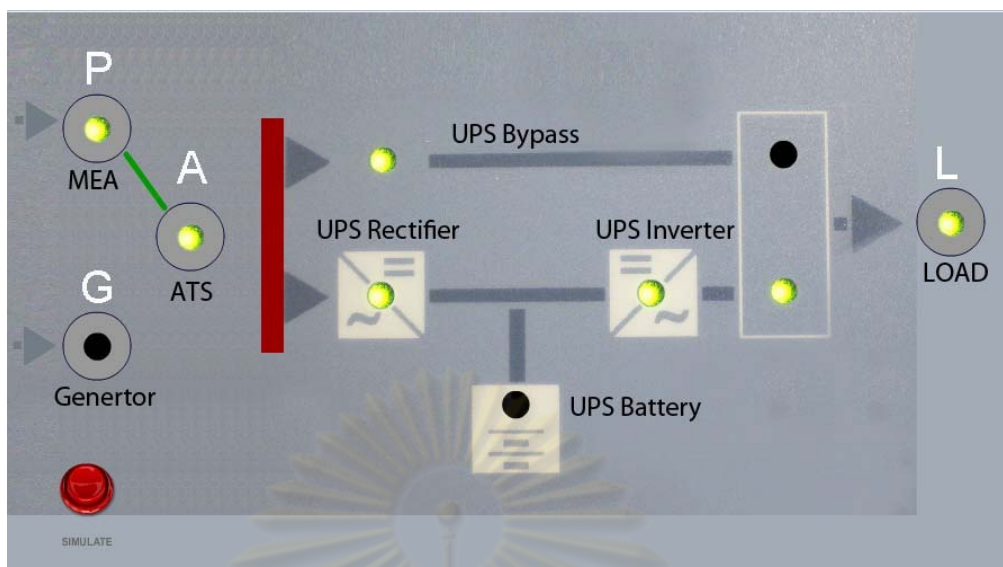 P
MEA
A
ATS
G
Genertor
UPS Bypass
UPS Rectifier
UPS Inverter
UPS Battery
L
LOAD
SIMULATE